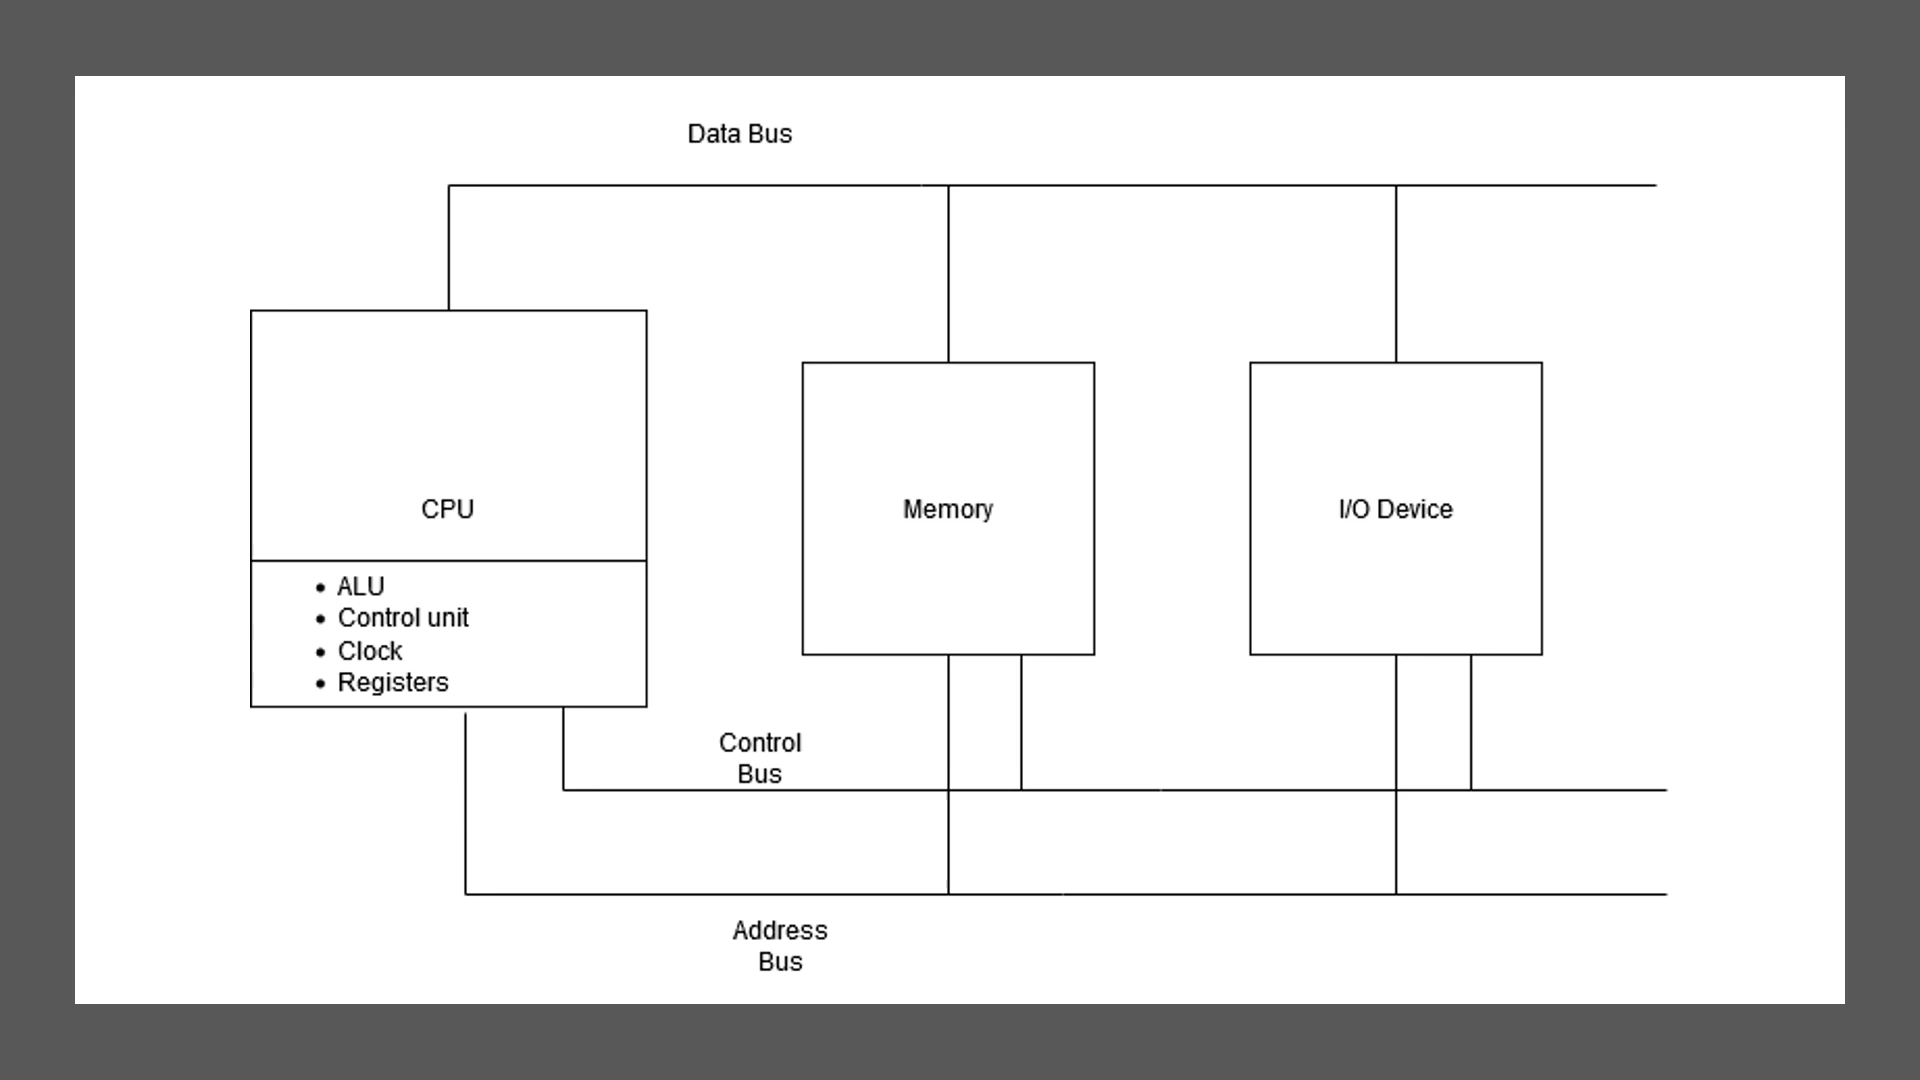 Data Bus
CPU
Memory
I/O Device
• ALU
• Control unit
• Clock
• Registers
Control
Bus
Address
Bus